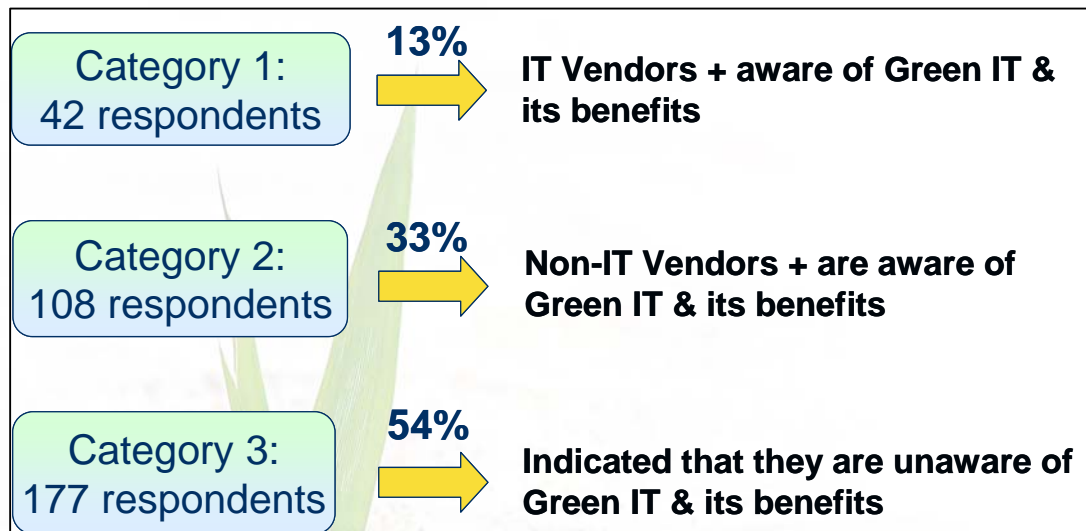 Category 1:
42 respondents
13%
IT Vendors + aware of Green IT &
its benefits
Category 2:
108 respondents
33%
Non-IT Vendors + are aware of
Green IT & its benefits
Category 3:
177 respondents
54%
Indicated that they are unaware of
Green IT & its benefits